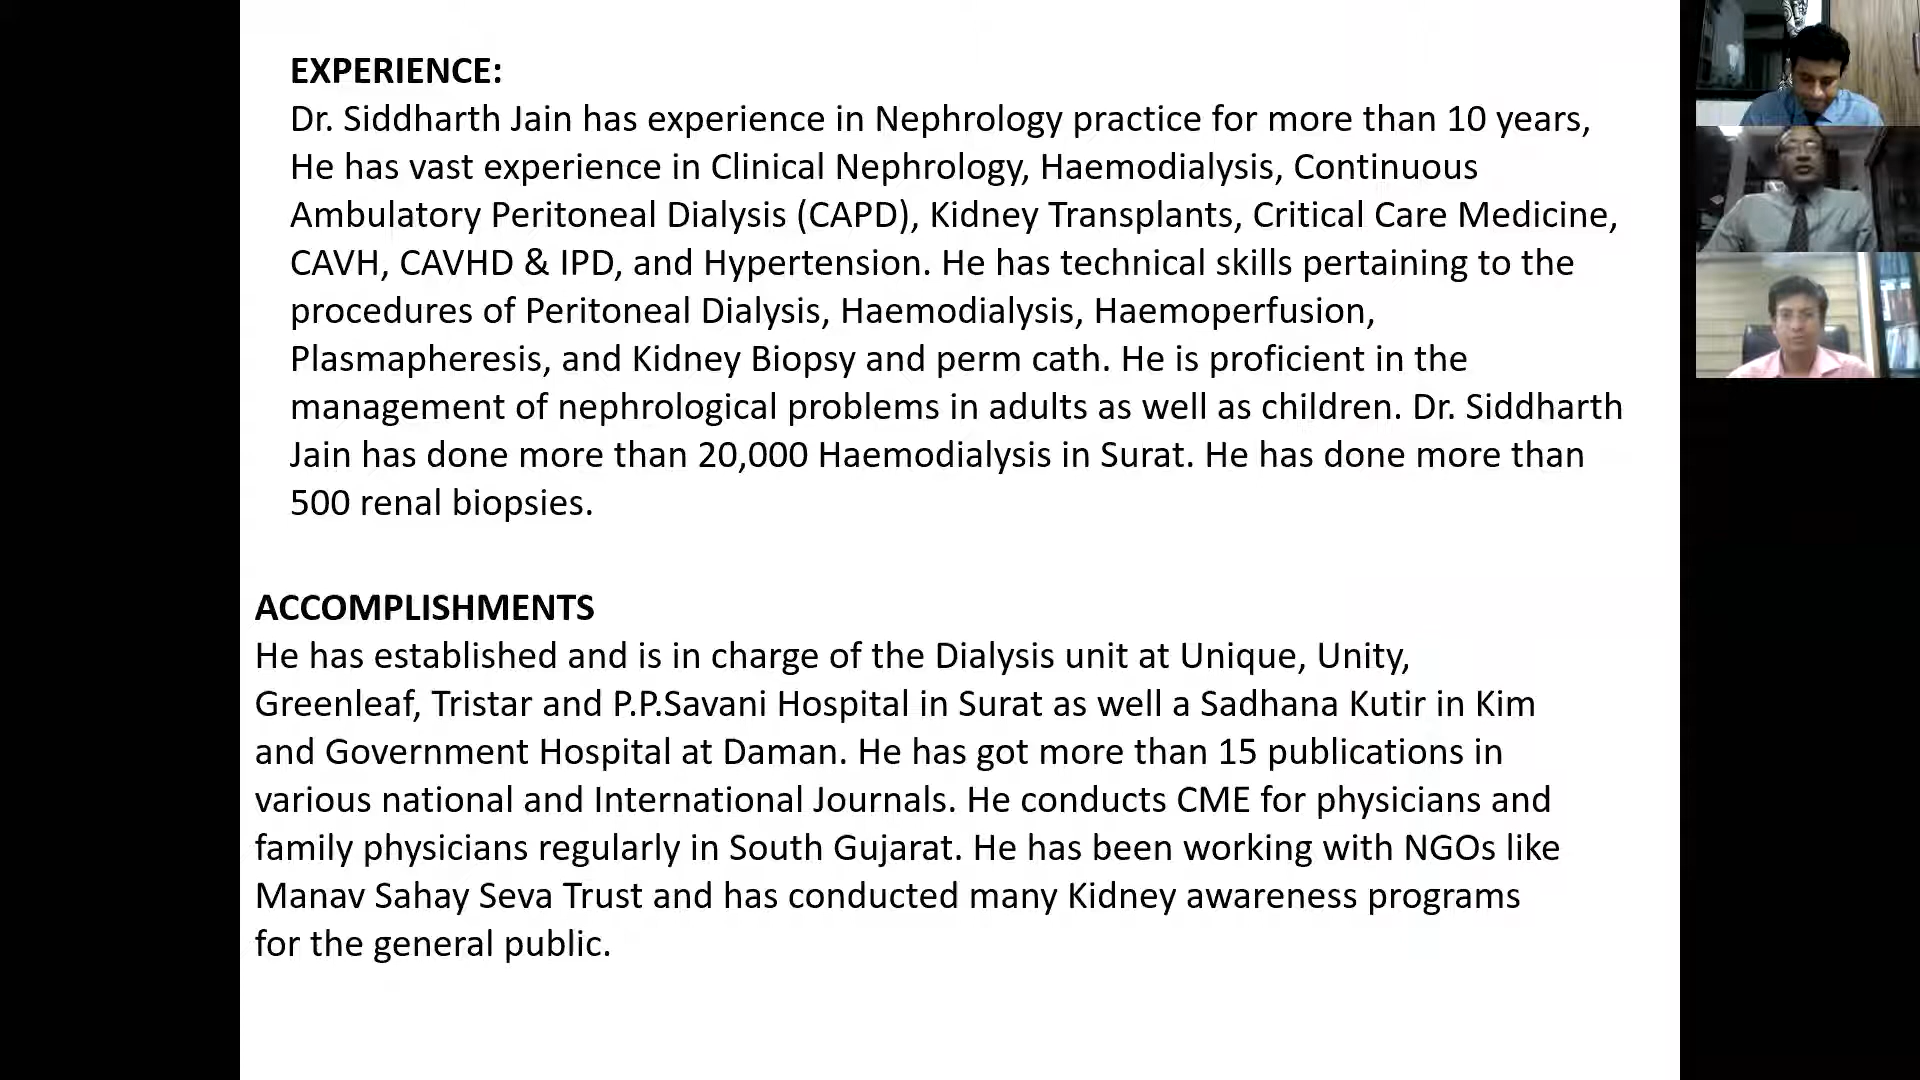 EXPERIENCE:
Dr. Siddharth Jain has experience in Nephrology practice for more than 10 years,
He has vast experience in Clinical Nephrology, Haemodialysis, Continuous
Ambulatory Peritoneal Dialysis (CAPD), Kidney Transplants, Critical Care Medicine,
CAVH, CAVHD & IPD, and Hypertension. He has technical skills pertaining to the
procedures of Peritoneal Dialysis, Haemodialysis, Haemoperfusion,
Plasmapheresis, and Kidney Biopsy and perm cath. He is proficient in the
management of nephrological problems in adults as well as children. Dr. Siddharth
Jain has done more than 20,000 Haemodialysis in Surat. He has done more than
500 renal biopsies.
ACCOMPLISHMENTS
He has established and is in charge of the Dialysis unit at Unique, Unity,
Greenleaf, Tristar and P.P.Savani Hospital in Surat as well a Sadhana Kutir in Kim
and Government Hospital at Daman. He has got more than 15 publications in
various national and International Journals. He conducts CME for physicians and
family physicians regularly in South Gujarat. He has been working with NGOs like
Manav Sahay Seva Trust and has conducted many Kidney awareness programs
for the general public.